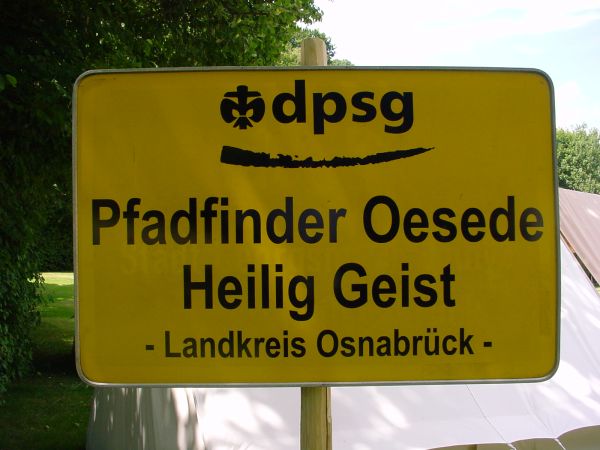 dpsg
Pfadfinder Oesede
Heilig Geist
- Landkreis Osnabrück -